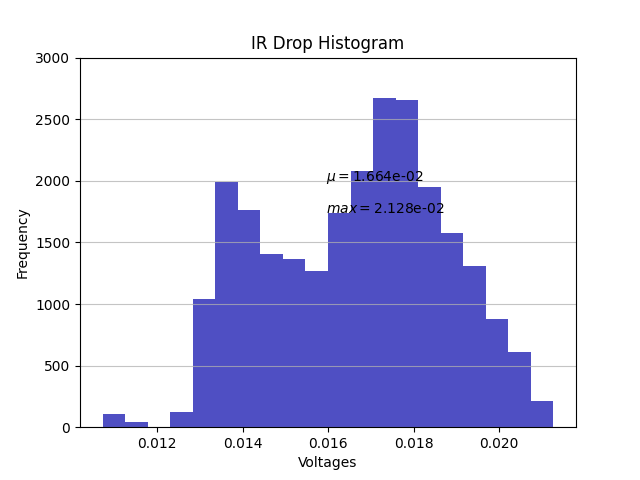 IR Drop Histogram
3000
2500
2000
1500
1000
500
0
Frequency
μ = 1.664e-02
max = 2.128e-02
0.012 0.014 0.016 0.018 0.020
Voltages